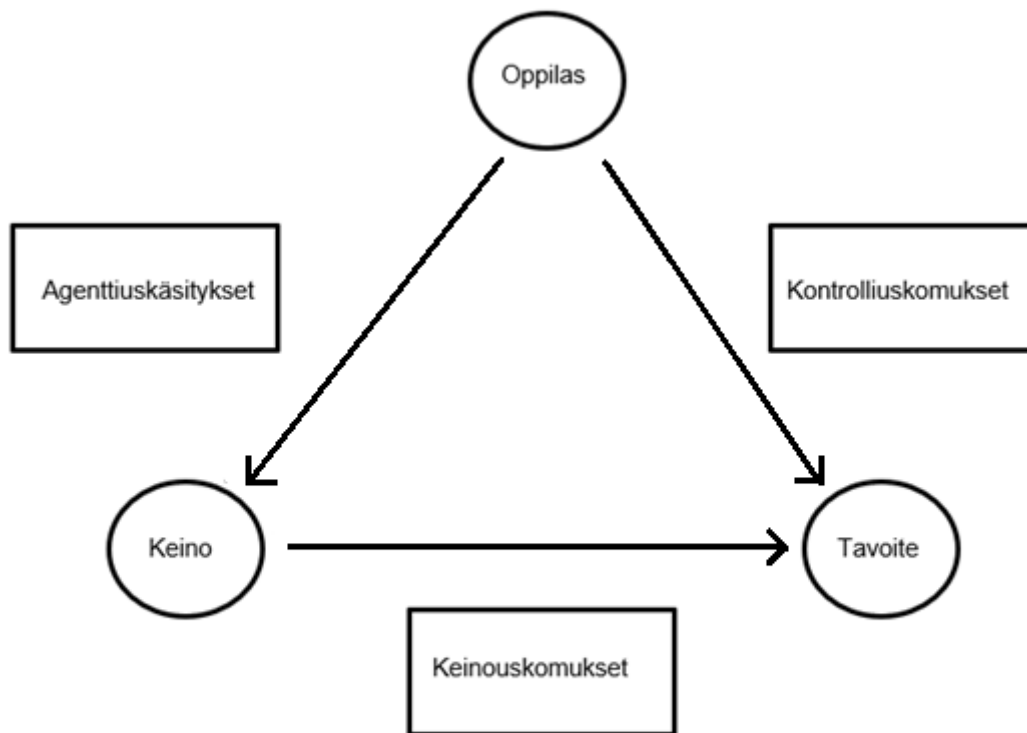 Oppilas
Agenttiuskäsitykset
Kontrolliuskomukset
Keino
Tavoite
Keinouskomukset